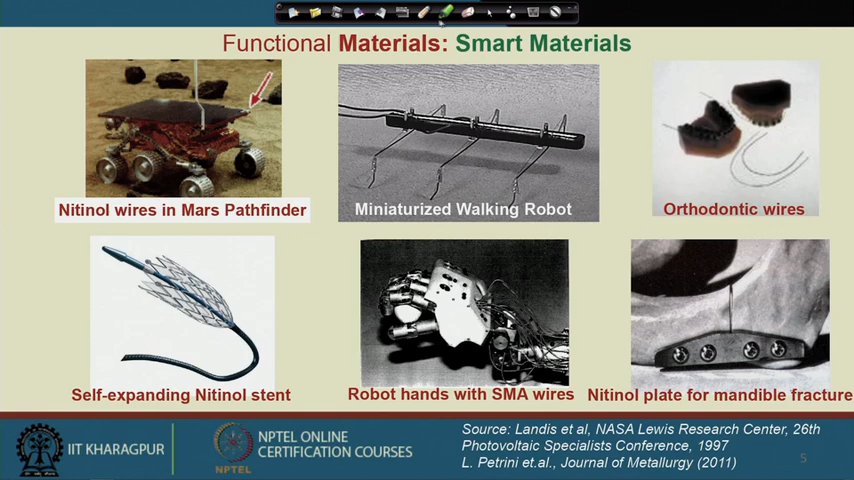 Functional Materials: Smart Materials
Nitinol wires in Mars Pathfinder
Miniaturized Walking Robot
Orthodontic wires
Self-expanding Nitinol stent
Robot hands with SMA wires
Nitinol plate for mandible fracture
IIT KHARAGPUR
NPTEL
NPTEL ONLINE
CERTIFICATION COURSES
Source: Landis et al, NASA Lewis Research Center, 26th
Photovoltaic Specialists Conference, 1997
L. Petrini et.al., Journal of Metallurgy (2011)
5